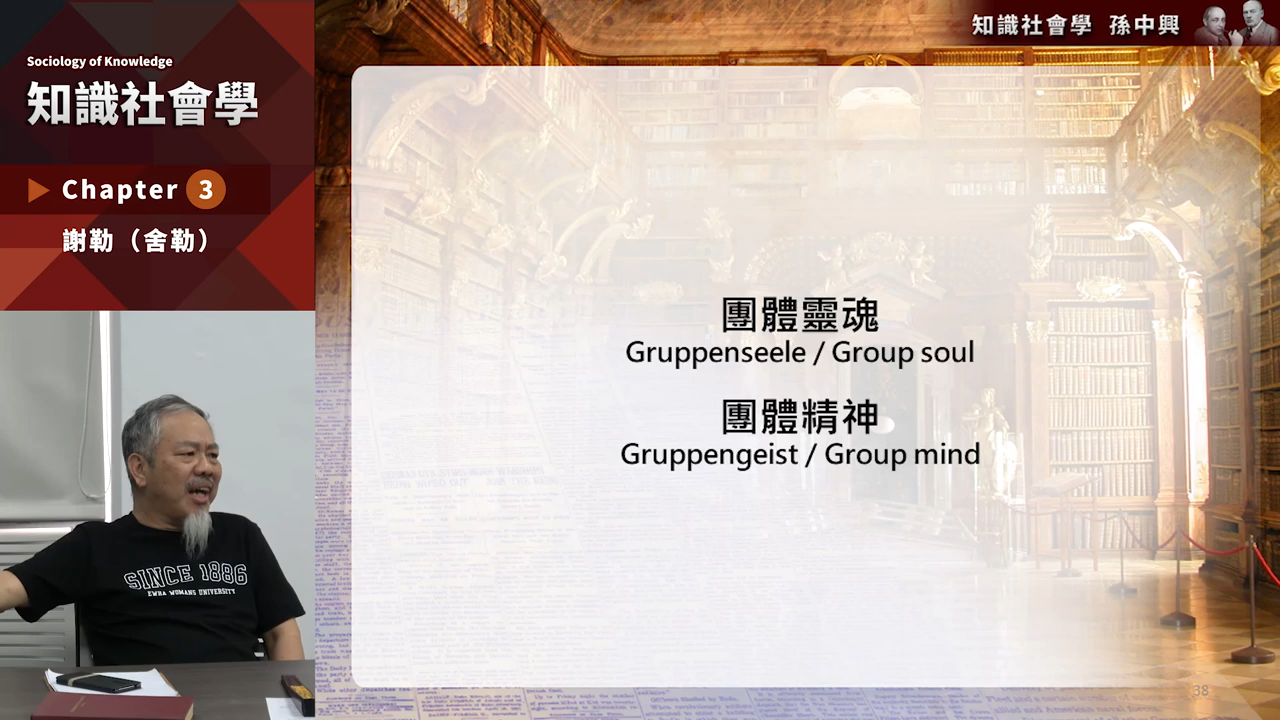 Sociology of Knowledge
知識社會學
Chapter 3
謝勒（舍勒）
知識社會學 孫中興
團體靈魂
Gruppenseele / Group soul
團體精神
Gruppengeist / Group mind
SINCE 1886
EWHA WOMANS UNIVERSITY
38